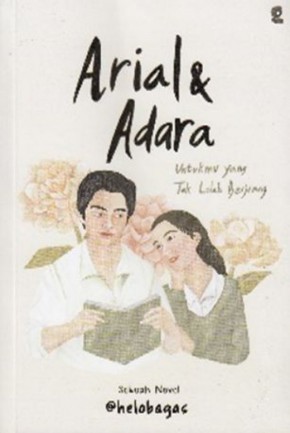 Arial &
Adara
Untukmu yang
Tak Lelah Berjuang
Sebuah Novel
@helobagas